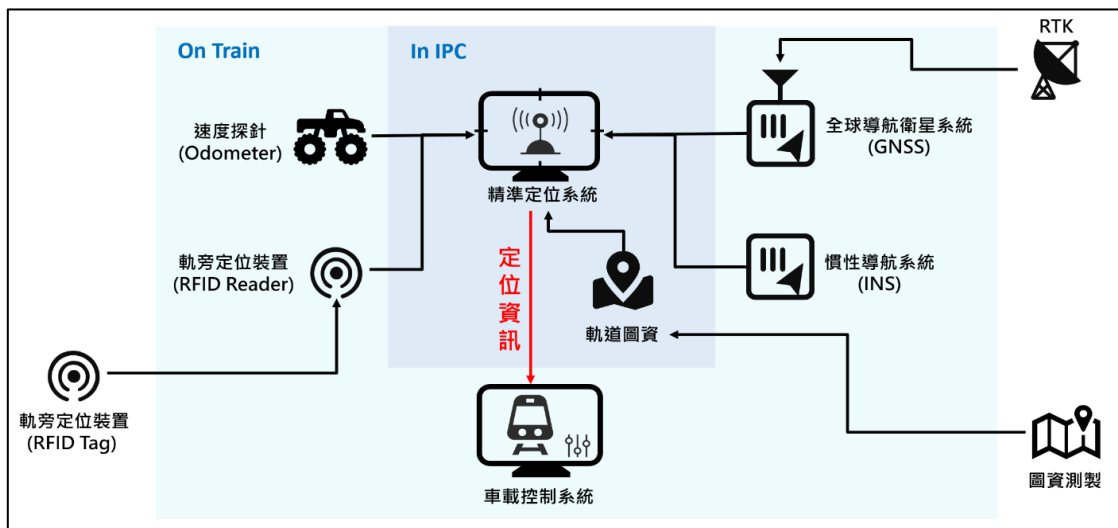 On Train
In IPC
RTK
速度探針
(Odometer)
精準定位系統
全球導航衛星系統
(GNSS)
軌旁定位裝置
(RFID Reader)
定位資訊
軌道圖資
慣性導航系統
(INS)
軌旁定位裝置
(RFID Tag)
車載控制系統
圖資測製